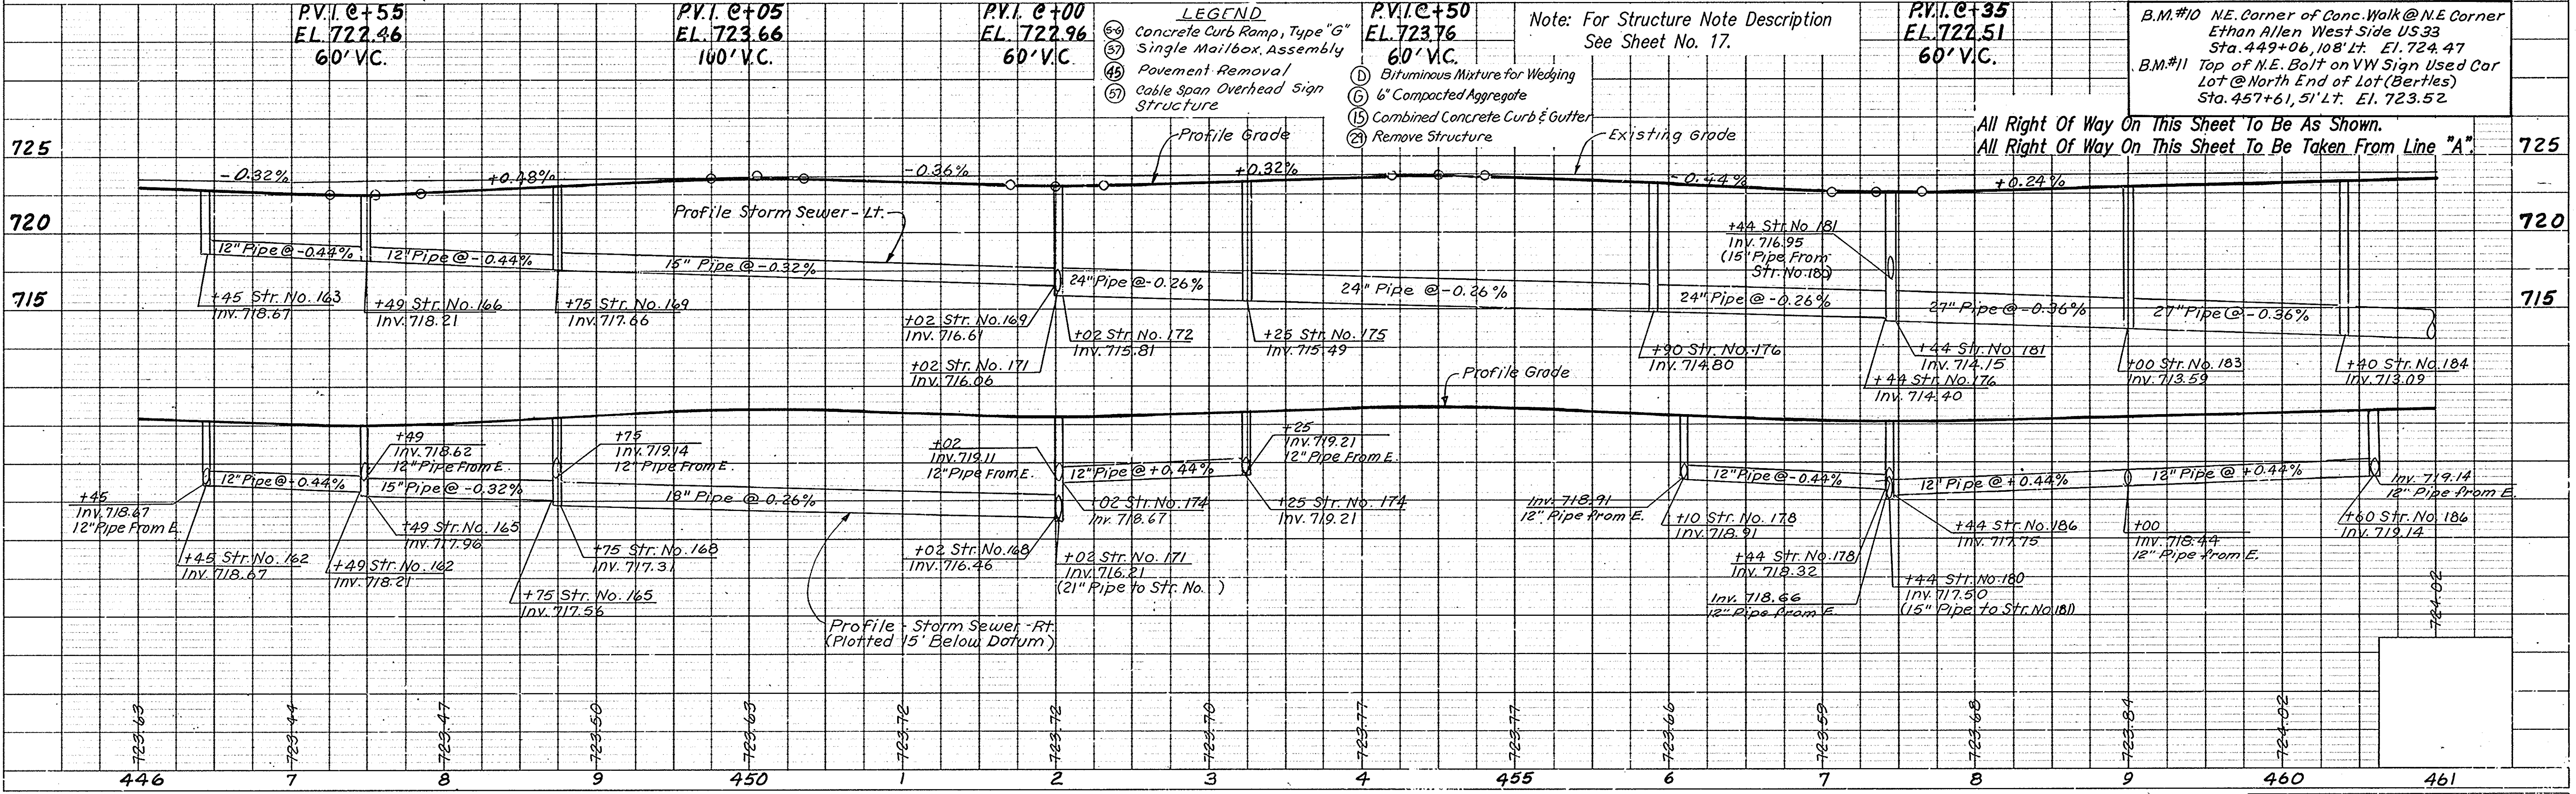 P.V.I. @+55
EL. 722.46
60' V.C.
P.V.I. @+05
EL. 723.66
100' V.C.
P.V.I. @+00
EL. 722.96
60' V.C.
LEGEND
Concrete Curb Ramp, Type "G"
37 Single Mailbox Assembly
45 Pavement Removal
57 Cable Span Overhead Sign
Structure
P.V.I. @+50
EL. 723.76
60' V.C.
D Bituminous Mixture for Wedging
G 6" Compacted Aggregate
15 Combined Concrete Curb & Gutter
29 Remove Structure
Note: For Structure Note Description
See Sheet No. 17.
P.V.I. @+35
EL. 722.51
60' V.C.
B.M.#10 N.E. Corner of Conc. Walk @ N.E Corner
Ethan Allen West Side US 33
Sta. 449+06, 108' Lt. El. 724.47
B.M.#11 Top of N.E. Bolt on VW Sign Used Car
Lot @ North End of Lot (Bertles)
Sta. 457+61, 51' Lt. El. 723.52
All Right Of Way On This Sheet To Be As Shown.
All Right Of Way On This Sheet To Be Taken From Line "A".
725
725
Profile Grade
Existing Grade
-0.32%
+0.48%
-0.36%
+0.32%
-0.44%
+0.24%
720
720
Profile Storm Sewer - Lt.
12" Pipe @ -0.44%
12" Pipe @ -0.44%
15" Pipe @ -0.32%
24" Pipe @ -0.26%
24" Pipe @ -0.26%
24" Pipe @ -0.26%
27" Pipe @ -0.36%
27" Pipe @ -0.36%
+44 Str. No 181
Inv. 716.95
(15" Pipe From
Str. No. 180)
715
715
+45 Str. No. 163
Inv. 718.67
+49 Str. No. 166
Inv. 718.21
+75 Str. No. 169
Inv. 717.66
+02 Str. No. 169
Inv. 716.61
+02 Str. No. 171
Inv. 716.06
+02 Str. No. 172
Inv. 715.81
+25 Str. No. 175
Inv. 715.49
+90 Str. No. 176
Inv. 714.80
+44 Str. No. 181
Inv. 714.15
+44 Str. No. 176
Inv. 714.40
+00 Str. No. 183
Inv. 713.59
+40 Str. No. 184
Inv. 713.09
Profile Grade
+45
Inv. 718.67
12" Pipe From E.
12" Pipe @ -0.44%
+49
Inv. 718.62
12" Pipe From E.
15" Pipe @ -0.32%
+75
Inv. 719.14
12" Pipe From E.
18" Pipe @ -0.26%
+02
Inv. 719.11
12" Pipe From E.
12" Pipe @ +0.44%
+25
Inv. 719.21
12" Pipe From E.
Inv. 718.91
12" Pipe from E.
12" Pipe @ -0.44%
12" Pipe @ +0.44%
12" Pipe @ +0.44%
Inv. 719.14
12" Pipe from E.
+45 Str. No. 162
Inv. 718.67
+49 Str. No. 165
Inv. 717.96
+49 Str. No. 162
Inv. 718.21
+75 Str. No. 168
Inv. 717.31
+75 Str. No. 165
Inv. 717.56
+02 Str. No. 168
Inv. 716.46
+02 Str. No. 174
Inv. 718.67
+02 Str. No. 171
Inv. 716.21
(21" Pipe to Str. No. )
+25 Str. No. 174
Inv. 719.21
+10 Str. No. 178
Inv. 718.91
+44 Str. No. 178
Inv. 718.32
Inv. 718.66
12" Pipe from E.
+44 Str. No. 186
Inv. 717.75
+44 Str. No. 180
Inv. 717.50
(15" Pipe to Str. No 181)
+00
Inv. 718.44
12" Pipe from E.
+60 Str. No. 186
Inv. 719.14
Profile - Storm Sewer - Rt.
(Plotted 15' Below Datum)
723.63
723.44
723.47
723.50
723.63
723.72
723.72
723.70
723.77
723.77
723.66
723.59
723.68
723.84
724.02
724.02
446 7 8 9 450 1 2 3 4 455 6 7 8 9 460 461